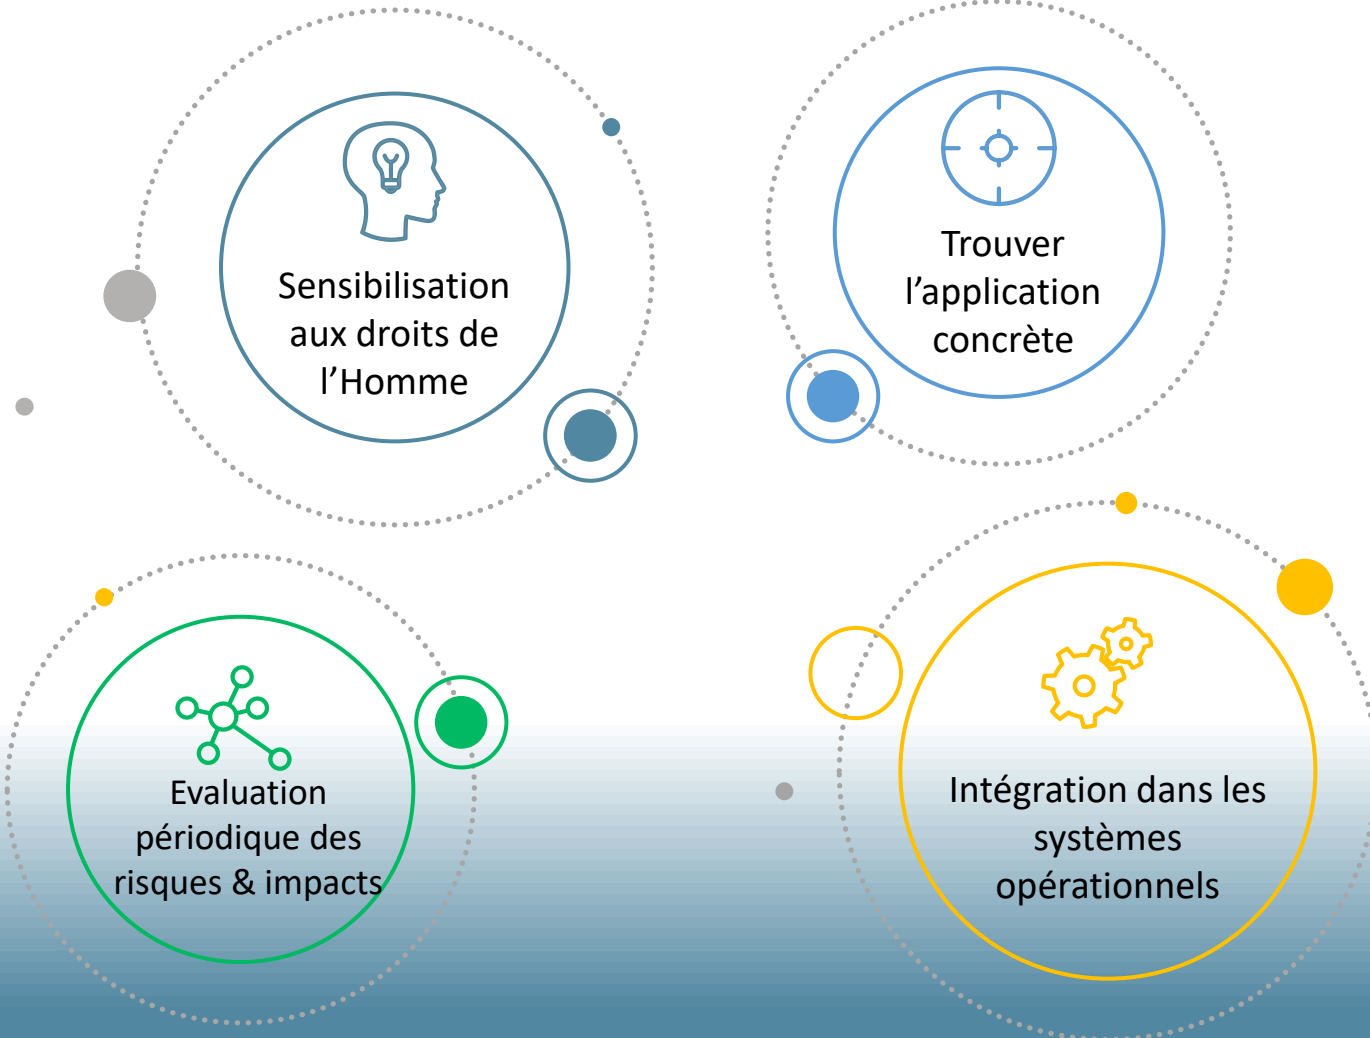 Sensibilisation
aux droits de
l’Homme
Trouver
l’application
concrète
Evaluation
périodique des
risques & impacts
Intégration dans les
systèmes
opérationnels